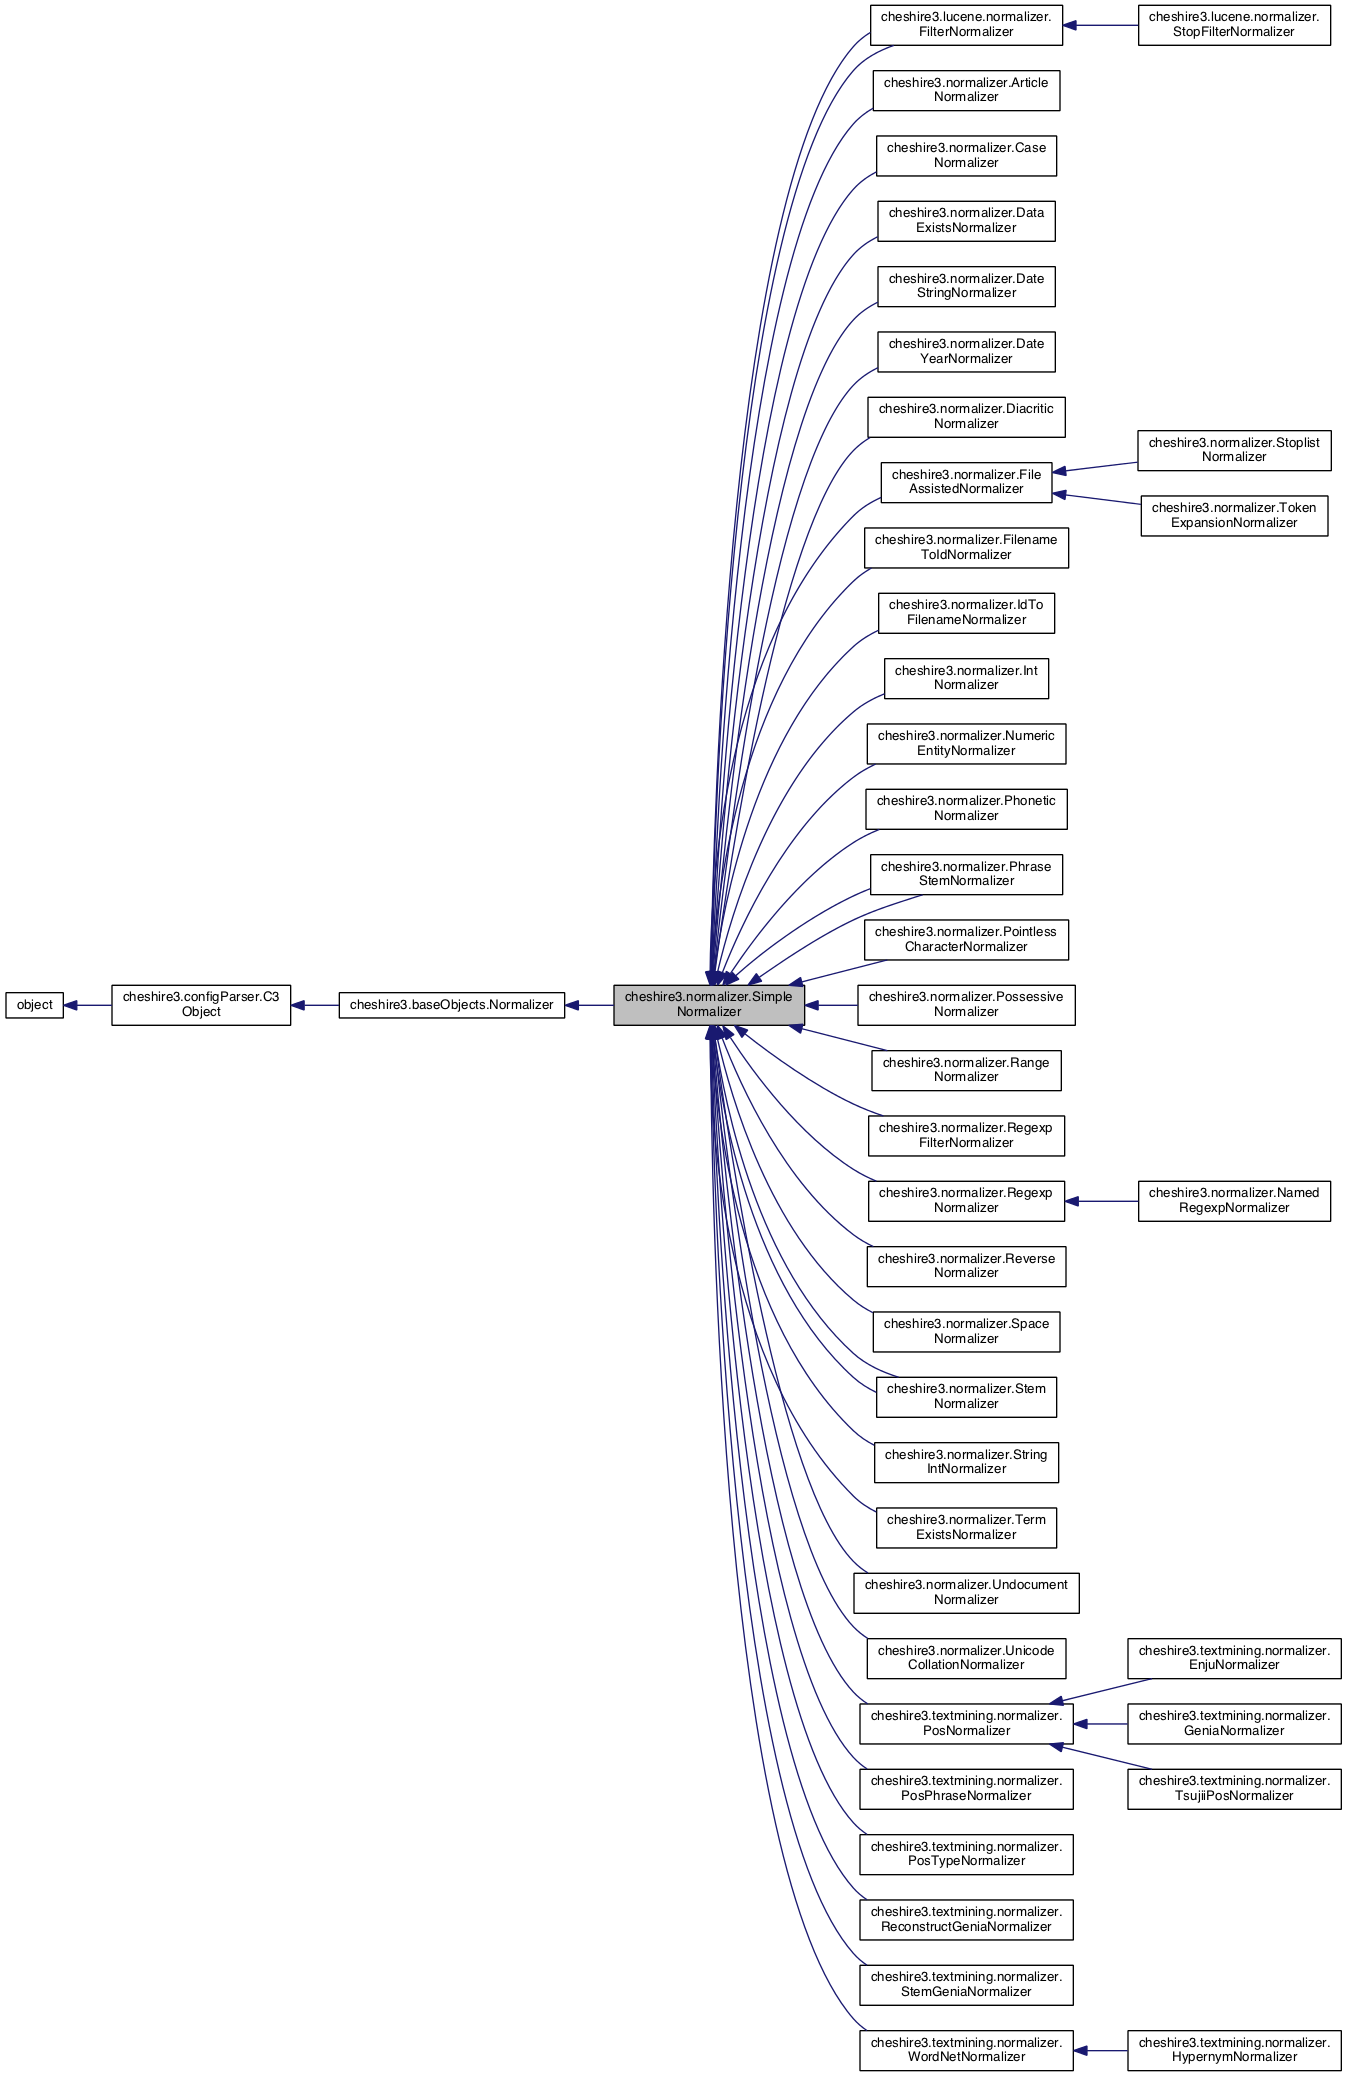 cheshire3.lucene.normalizer.
FilterNormalizer
cheshire3.lucene.normalizer.
StopFilterNormalizer
cheshire3.normalizer.Article
Normalizer
cheshire3.normalizer.Case
Normalizer
cheshire3.normalizer.Data
ExistsNormalizer
cheshire3.normalizer.Date
StringNormalizer
cheshire3.normalizer.Date
YearNormalizer
cheshire3.normalizer.Diacritic
Normalizer
cheshire3.normalizer.File
AssistedNormalizer
cheshire3.normalizer.Stoplist
Normalizer
cheshire3.normalizer.Token
ExpansionNormalizer
cheshire3.normalizer.Filename
ToIdNormalizer
cheshire3.normalizer.IdTo
FilenameNormalizer
cheshire3.normalizer.Int
Normalizer
cheshire3.normalizer.Numeric
EntityNormalizer
cheshire3.normalizer.Phonetic
Normalizer
cheshire3.normalizer.Phrase
StemNormalizer
cheshire3.normalizer.Pointless
CharacterNormalizer
object
cheshire3.configParser.C3
Object
cheshire3.baseObjects.Normalizer
cheshire3.normalizer.Simple
Normalizer
cheshire3.normalizer.Possessive
Normalizer
cheshire3.normalizer.Range
Normalizer
cheshire3.normalizer.Regexp
FilterNormalizer
cheshire3.normalizer.Regexp
Normalizer
cheshire3.normalizer.Named
RegexpNormalizer
cheshire3.normalizer.Reverse
Normalizer
cheshire3.normalizer.Space
Normalizer
cheshire3.normalizer.Stem
Normalizer
cheshire3.normalizer.String
IntNormalizer
cheshire3.normalizer.Term
ExistsNormalizer
cheshire3.normalizer.Undocument
Normalizer
cheshire3.normalizer.Unicode
CollationNormalizer
cheshire3.textmining.normalizer.
PosNormalizer
cheshire3.textmining.normalizer.
EnjuNormalizer
cheshire3.textmining.normalizer.
GeniaNormalizer
cheshire3.textmining.normalizer.
TsujiiPosNormalizer
cheshire3.textmining.normalizer.
PosPhraseNormalizer
cheshire3.textmining.normalizer.
PosTypeNormalizer
cheshire3.textmining.normalizer.
ReconstructGeniaNormalizer
cheshire3.textmining.normalizer.
StemGeniaNormalizer
cheshire3.textmining.normalizer.
WordNetNormalizer
cheshire3.textmining.normalizer.
HypernymNormalizer